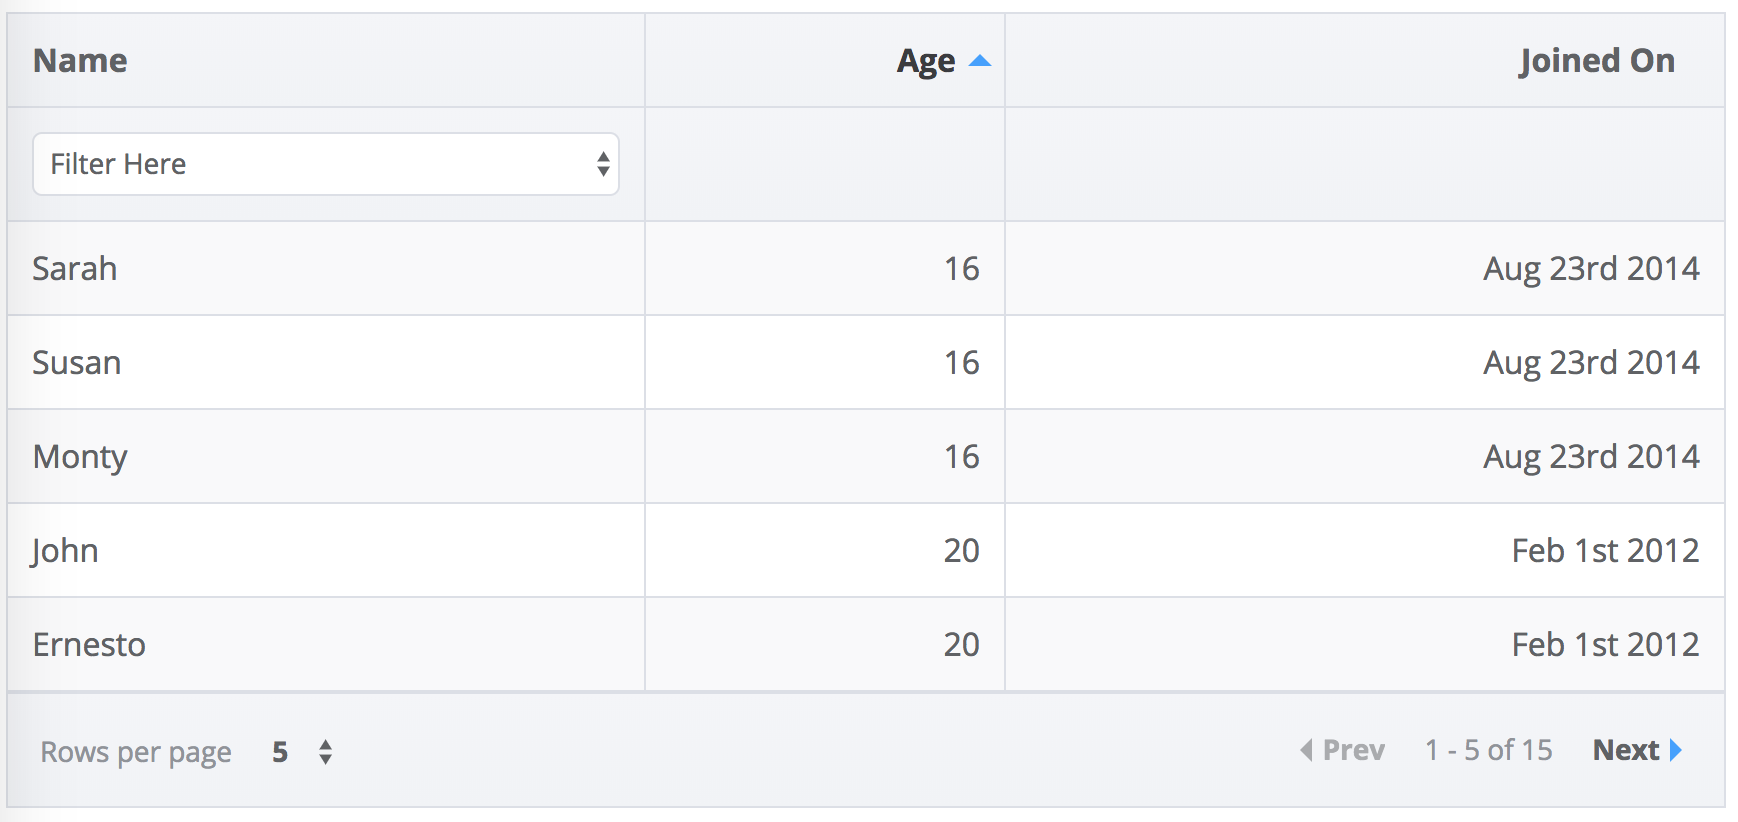 Name Age Joined On
Filter Here
Sarah 16 Aug 23rd 2014
Susan 16 Aug 23rd 2014
Monty 16 Aug 23rd 2014
John 20 Feb 1st 2012
Ernesto 20 Feb 1st 2012
Rows per page 5 Prev 1 - 5 of 15 Next